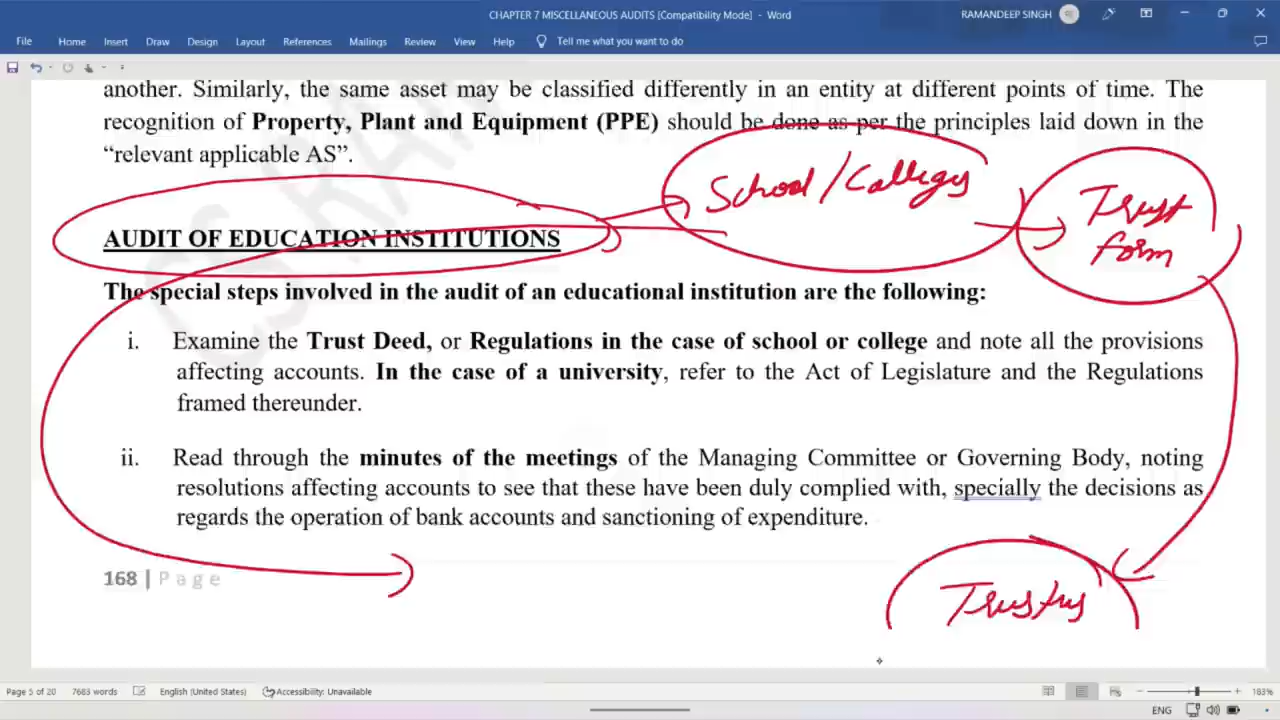 CHAPTER 7 MISCELLANEOUS AUDITS [Compatibility Mode] - Word
RAMANDEEP SINGH
File Home Insert Draw Design Layout References Mailings Review View Help Tell me what you want to do
another. Similarly, the same asset may be classified differently in an entity at different points of time. The
recognition of Property, Plant and Equipment (PPE) should be done as per the principles laid down in the
“relevant applicable AS”.
School/Colleges
Trust
form
AUDIT OF EDUCATION INSTITUTIONS
The special steps involved in the audit of an educational institution are the following:
i. Examine the Trust Deed, or Regulations in the case of school or college and note all the provisions
affecting accounts. In the case of a university, refer to the Act of Legislature and the Regulations
framed thereunder.
ii. Read through the minutes of the meetings of the Managing Committee or Governing Body, noting
resolutions affecting accounts to see that these have been duly complied with, specially the decisions as
regards the operation of bank accounts and sanctioning of expenditure.
168 | Page
Page 5 of 20 7683 words English (United States) Accessibility: Unavailable 183%
ENG